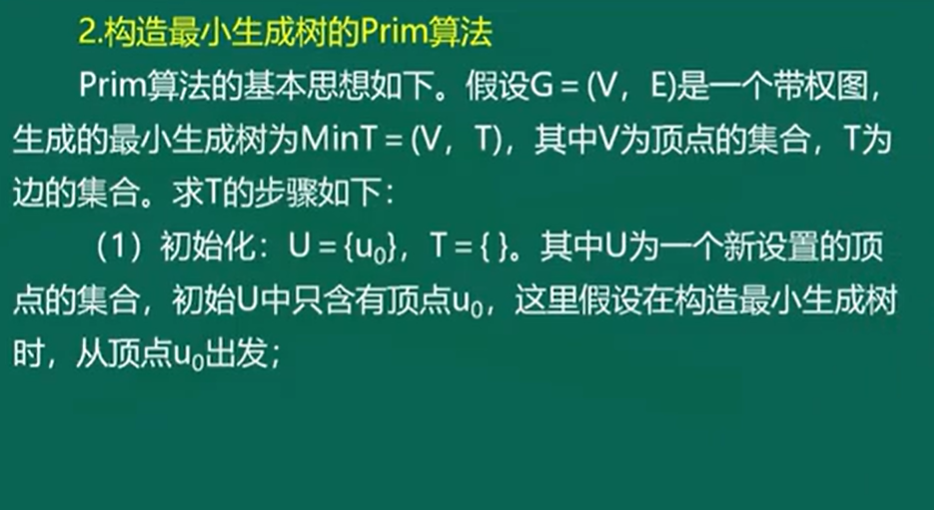 2.构造最小生成树的Prim算法
Prim算法的基本思想如下。假设G=(V，E)是一个带权图，
生成的最小生成树为MinT=(V，T)，其中V为顶点的集合，T为
边的集合。求T的步骤如下：
（1）初始化：U={u₀}，T={ }。其中U为一个新设置的顶
点的集合，初始U中只含有顶点u₀，这里假设在构造最小生成树
时，从顶点u₀出发；